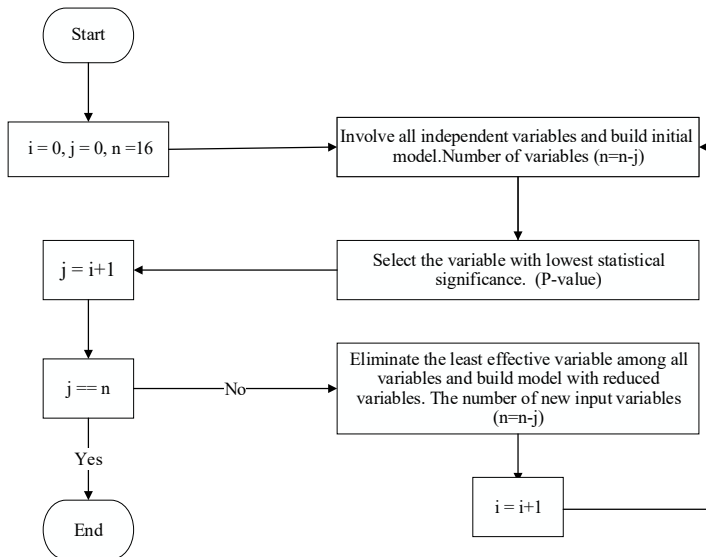 Start
i = 0, j = 0, n =16
Involve all independent variables and build initial
model.Number of variables (n=n-j)
Select the variable with lowest statistical
significance.  (P-value)
j = i+1
j == n
No
Eliminate the least effective variable among all
variables and build model with reduced
variables. The number of new input variables
(n=n-j)
Yes
i = i+1
End